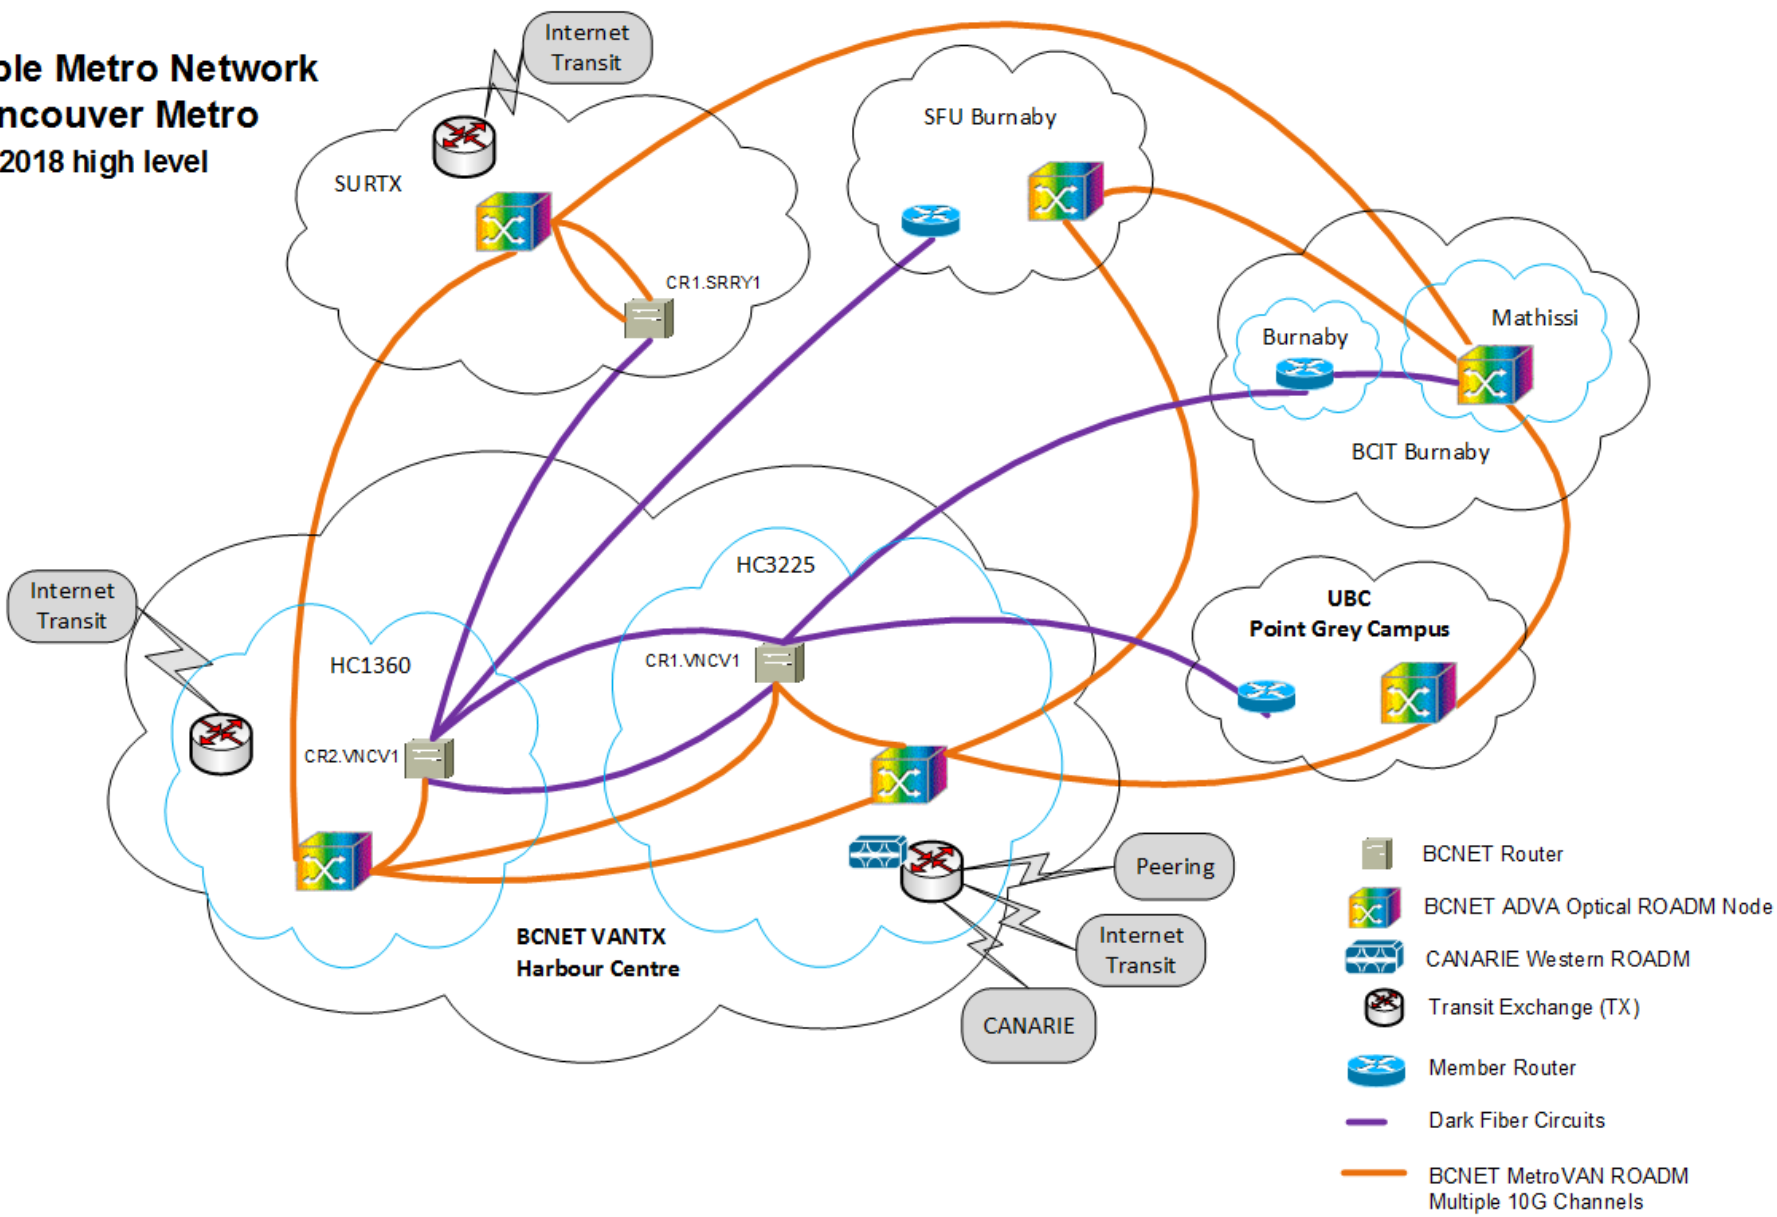 ple Metro Network
ncouver Metro
2018 high level
Internet
Transit
SURTX
CR1.SRRY1
SFU Burnaby
Mathissi
Burnaby
BCIT Burnaby
UBC
Point Grey Campus
Internet
Transit
HC1360
CR2.VNCV1
HC3225
CR1.VNCV1
BCNET VANTX
Harbour Centre
Peering
Internet
Transit
CANARIE
BCNET Router
BCNET ADVA Optical ROADM Node
CANARIE Western ROADM
Transit Exchange (TX)
Member Router
Dark Fiber Circuits
BCNET MetroVAN ROADM
Multiple 10G Channels